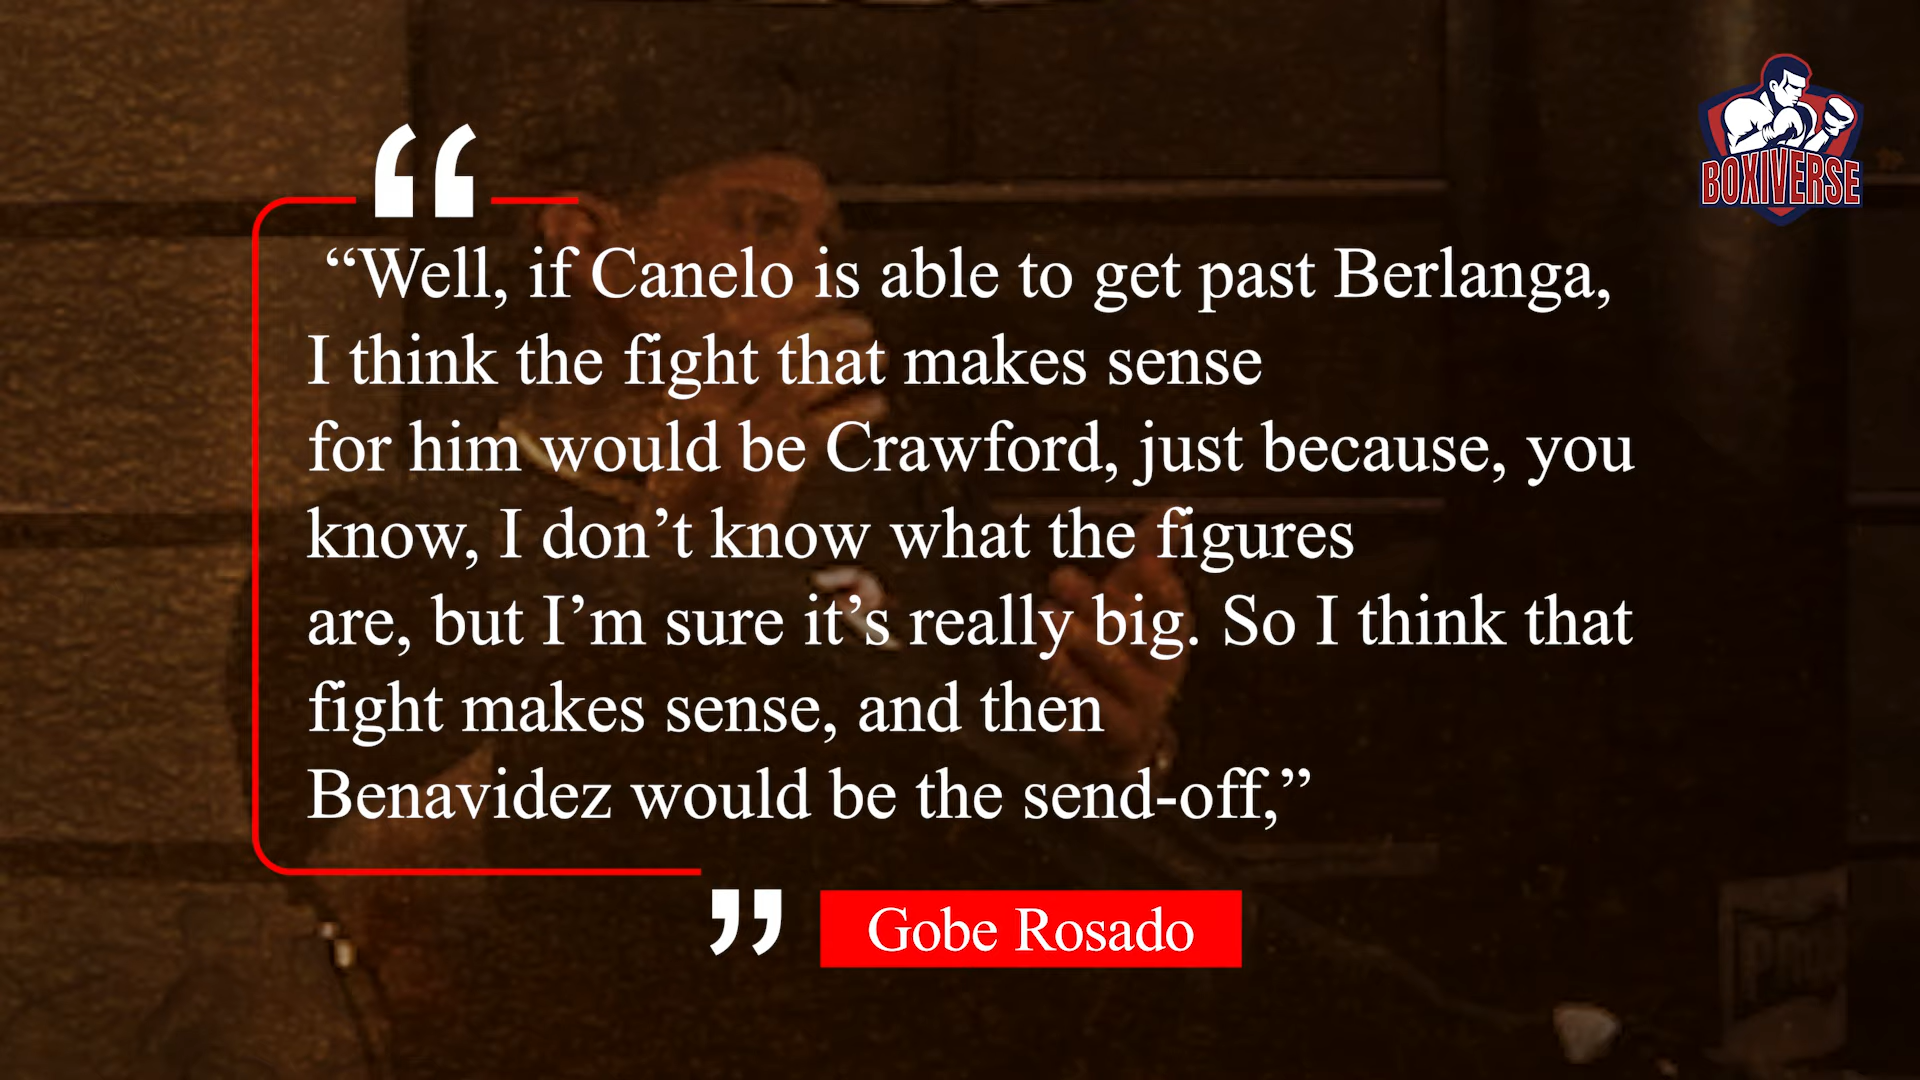 BOXIVERSE
“Well, if Canelo is able to get past Berlanga,
I think the fight that makes sense
for him would be Crawford, just because, you
know, I don’t know what the figures
are, but I’m sure it’s really big. So I think that
fight makes sense, and then
Benavidez would be the send-off,”
Gobe Rosado